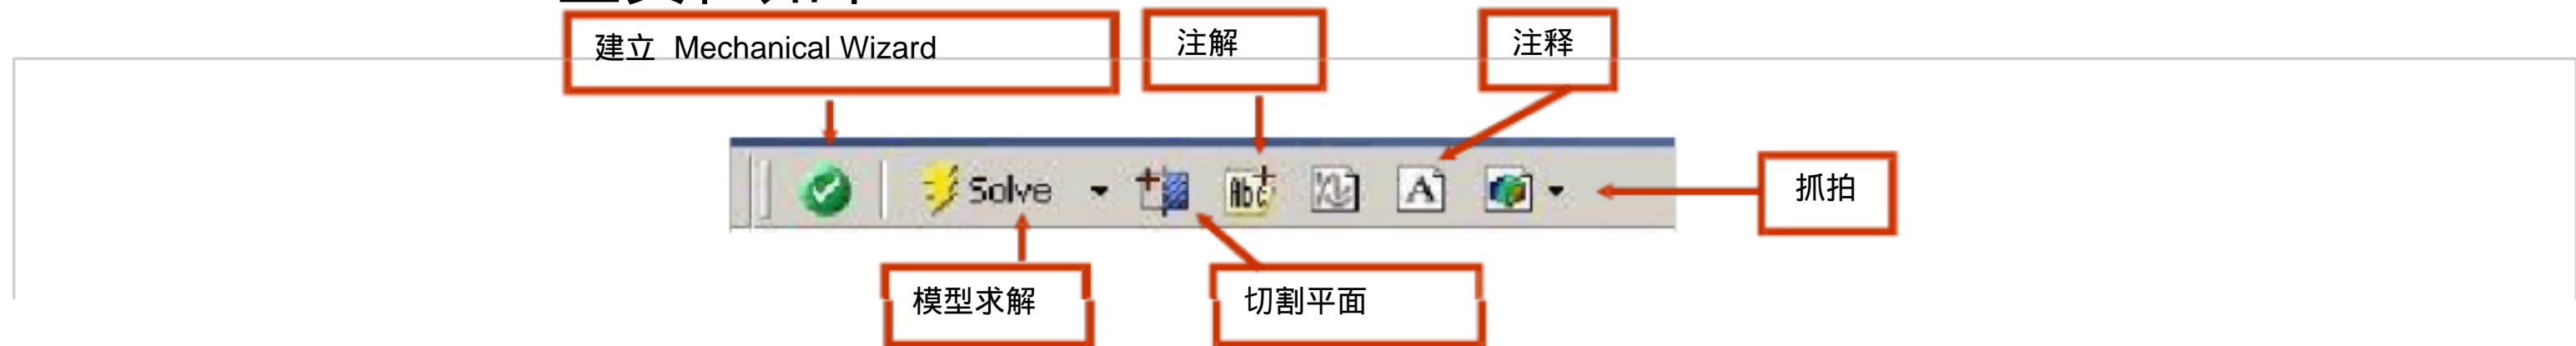 建立 Mechanical Wizard
注解
注释
Solve
Abc
A
抓拍
模型求解
切割平面